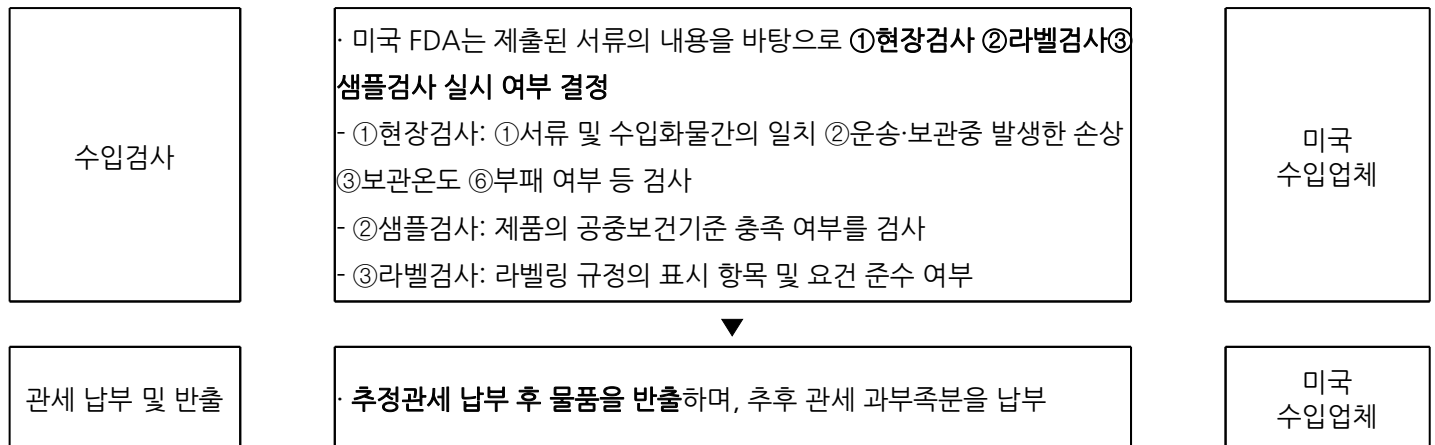 수입검사
· 미국 FDA는 제출된 서류의 내용을 바탕으로 ①현장검사 ②라벨검사③
샘플검사 실시 여부 결정
- ①현장검사: ①서류 및 수입화물간의 일치 ②운송·보관중 발생한 손상
③보관온도 ⑥부패 여부 등 검사
- ②샘플검사: 제품의 공중보건기준 충족 여부를 검사
- ③라벨검사: 라벨링 규정의 표시 항목 및 요건 준수 여부
미국
수입업체
▼
관세 납부 및 반출
· 추정관세 납부 후 물품을 반출하며, 추후 관세 과부족분을 납부
미국
수입업체